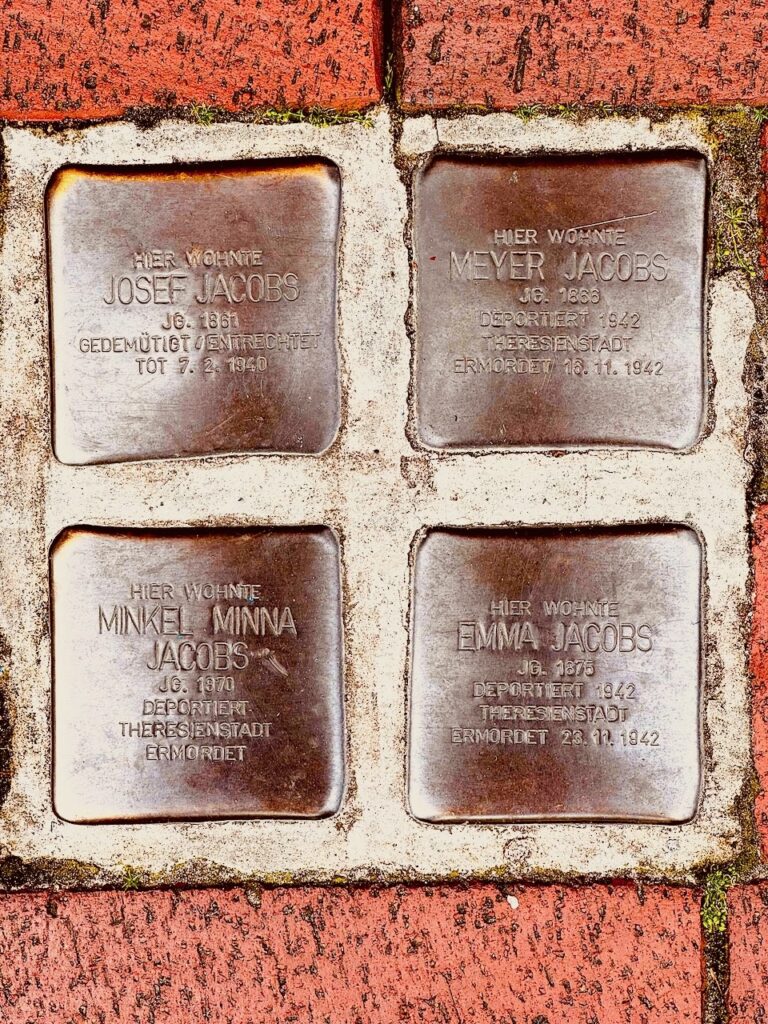 HIER WOHNTE
JOSEF JACOBS
JG. 1861
GEDEMÜTIGT / ENTRECHTET
TOT 7. 2. 1940
HIER WOHNTE
MEYER JACOBS
JG. 1866
DEPORTIERT 1942
THERESIENSTADT
ERMORDET 16. 11. 1942
HIER WOHNTE
MINKEL MINNA
JACOBS
JG. 1870
DEPORTIERT
THERESIENSTADT
ERMORDET
HIER WOHNTE
EMMA JACOBS
JG. 1875
DEPORTIERT 1942
THERESIENSTADT
ERMORDET 23. 11. 1942